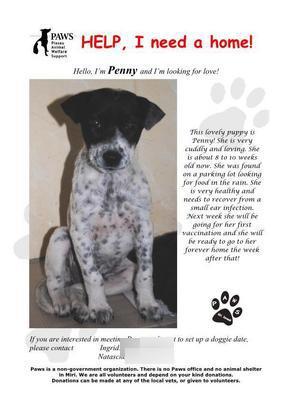 PAWS
Pisces
Animal
Welfare
Support
HELP, I need a home!
Hello, I'm Penny and I'm looking for love!
This lovely puppy is
Penny! She is very
cuddly and loving. She
is about 8 to 10 weeks
old now. She was found
on a parking lot looking
for food in the rain. She
is very healthy and
needs to recover from a
small ear infection.
Next week she will be
going for her first
vaccination and she will
be ready to go to her
forever home the week
after that!
PAWS
If you are interested in meeting to set up a doggie date,
please contact Ingrid
Natascha
Paws is a non-government organization. There is no Paws office and no animal shelter
in Miri. We are all volunteers and depend on your kind donations.
Donations can be made at any of the local vets, or given to volunteers.